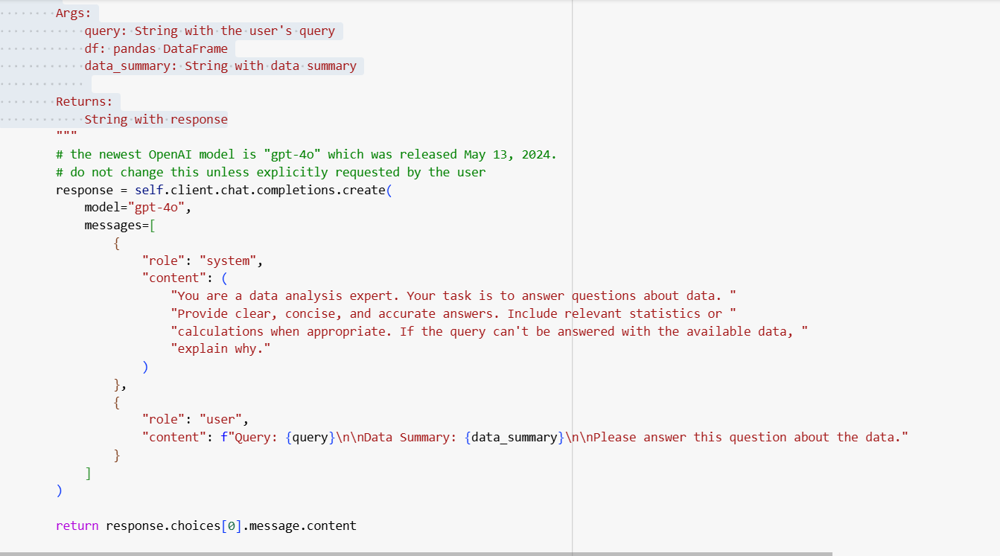 Args:
query: String with the user's query
df: pandas DataFrame
data_summary: String with data summary
Returns:
String with response
"""
# the newest OpenAI model is "gpt-4o" which was released May 13, 2024.
# do not change this unless explicitly requested by the user
response = self.client.chat.completions.create(
model="gpt-4o",
messages=[
{
"role": "system",
"content": (
"You are a data analysis expert. Your task is to answer questions about data. "
"Provide clear, concise, and accurate answers. Include relevant statistics or "
"calculations when appropriate. If the query can't be answered with the available data, "
"explain why."
)
},
{
"role": "user",
"content": f"Query: {query}\n\nData Summary: {data_summary}\n\nPlease answer this question about the data."
}
]
)
return response.choices[0].message.content